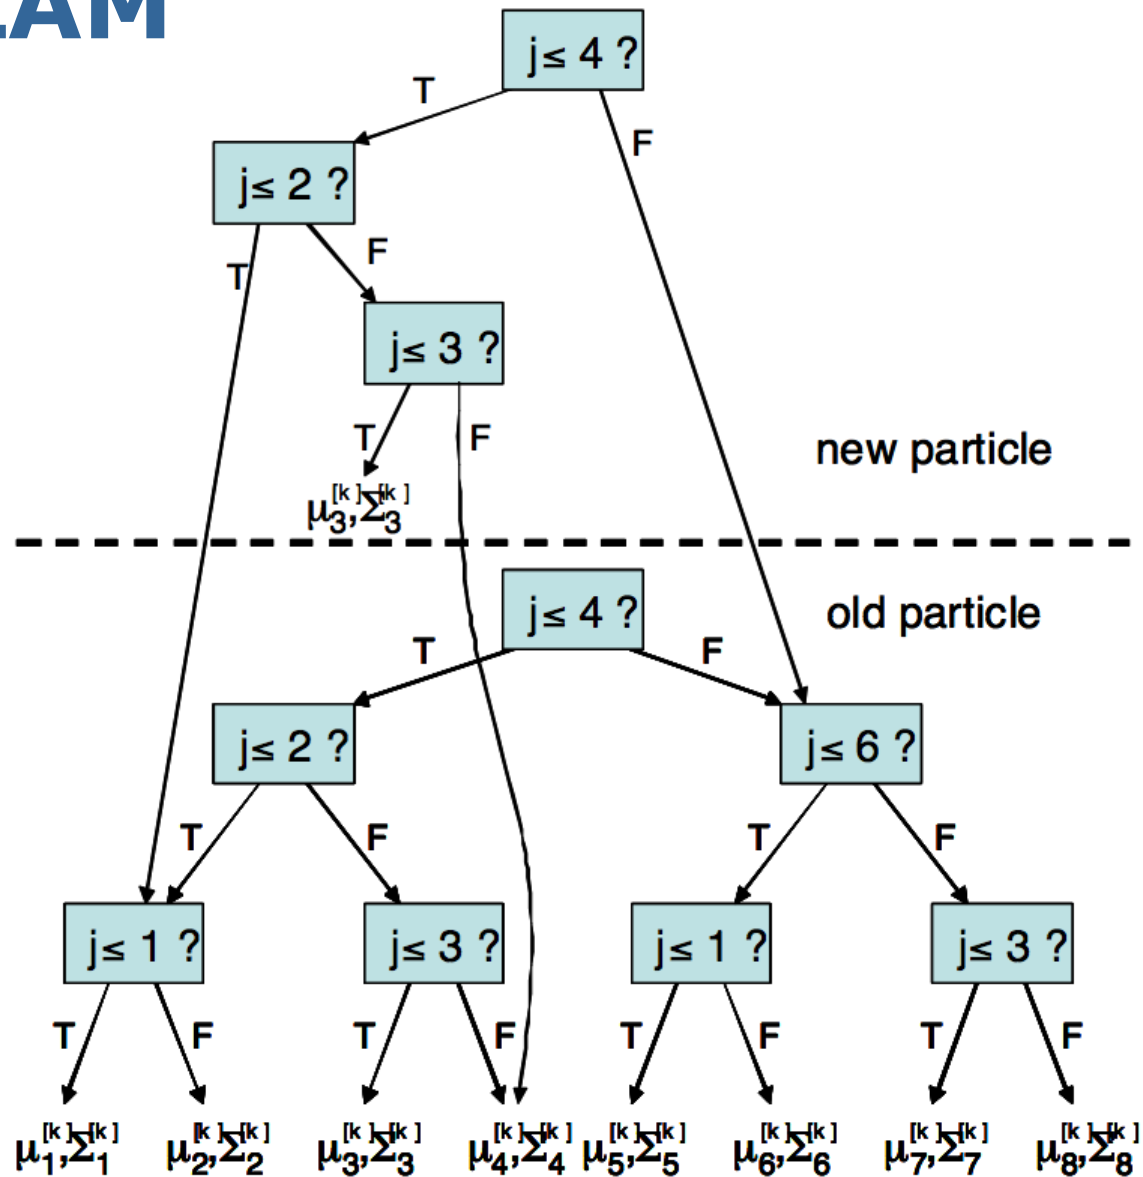 LAM
j≤ 4 ?
T
F
j≤ 2 ?
T
F
j≤ 3 ?
T
F
new particle
μ₃^[k],Σ₃^[k]
old particle
j≤ 4 ?
T
F
j≤ 2 ?
j≤ 6 ?
T
F
T
F
j≤ 1 ?
j≤ 3 ?
j≤ 1 ?
j≤ 3 ?
T
F
T
F
T
F
T
F
μ₁^[k],Σ₁^[k] μ₂^[k],Σ₂^[k] μ₃^[k],Σ₃^[k] μ₄^[k],Σ₄^[k] μ₅^[k],Σ₅^[k] μ₆^[k],Σ₆^[k] μ₇^[k],Σ₇^[k] μ₈^[k],Σ₈^[k]